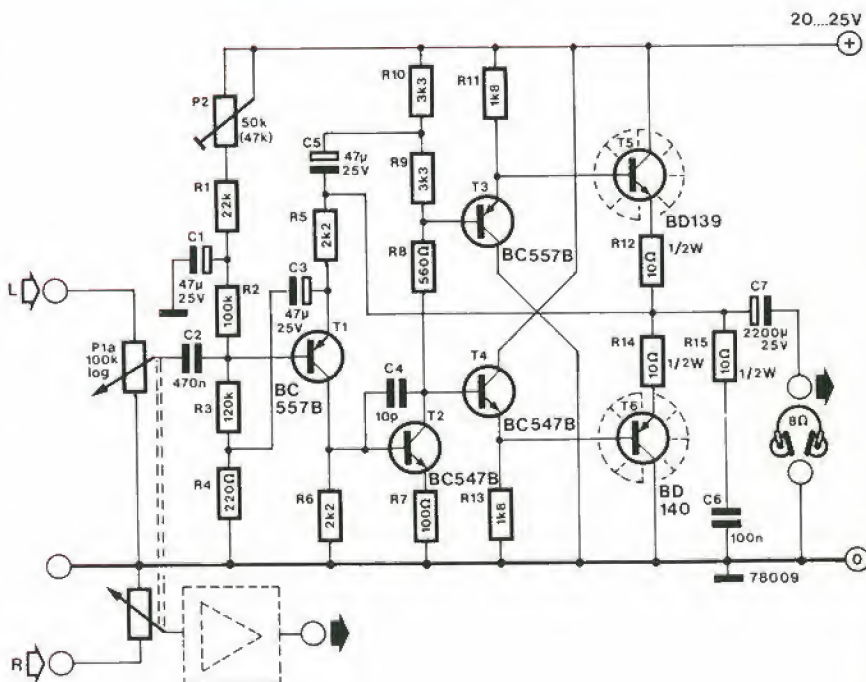 20....25V
+
R10
3k3
R11
1k8
P2
50k
(47k)
C5
47µ
25V
R9
3k3
T5
R1
22k
T3
R5
2k2
BD139
R8
560Ω
BC557B
R12
1/2W
10Ω
C1
47µ
25V
C3
47µ
25V
R2
100k
L
T1
C7
2200µ
25V
P1a
100k
log
C2
470n
R14
10Ω
1/2W
R15
10Ω
1/2W
T4
C4
10p
BC
557B
T6
8Ω
R3
120k
T2
BC547B
BC547B
BD
140
R4
220Ω
R6
2k2
R7
100Ω
R13
1k8
C6
100n
0
78009
R